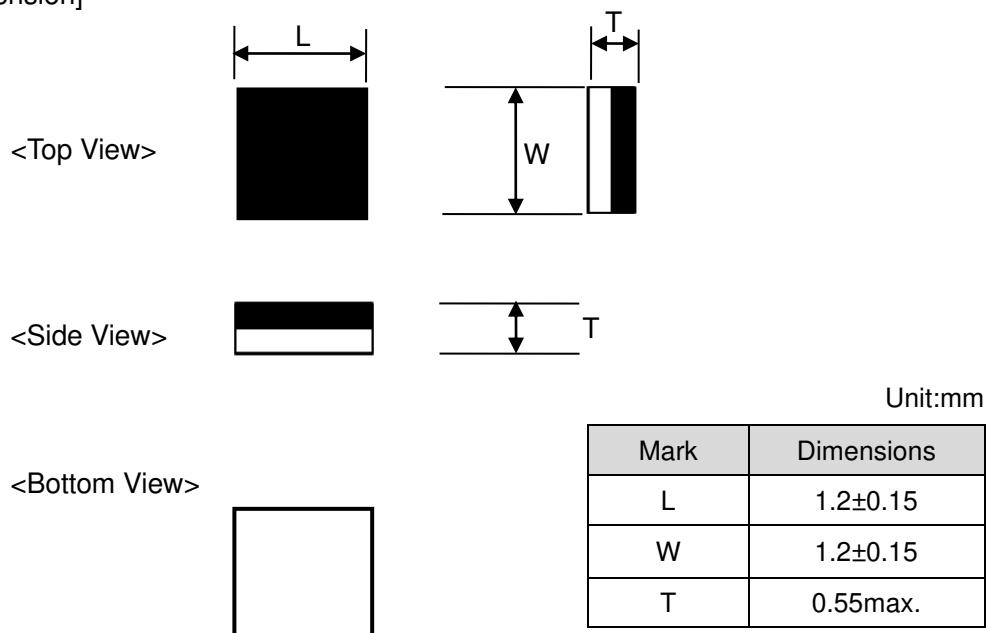 L
T
<Top View>
W
<Side View>
T
Unit:mm
Mark Dimensions
<Bottom View>
L 1.2±0.15
W 1.2±0.15
T 0.55max.